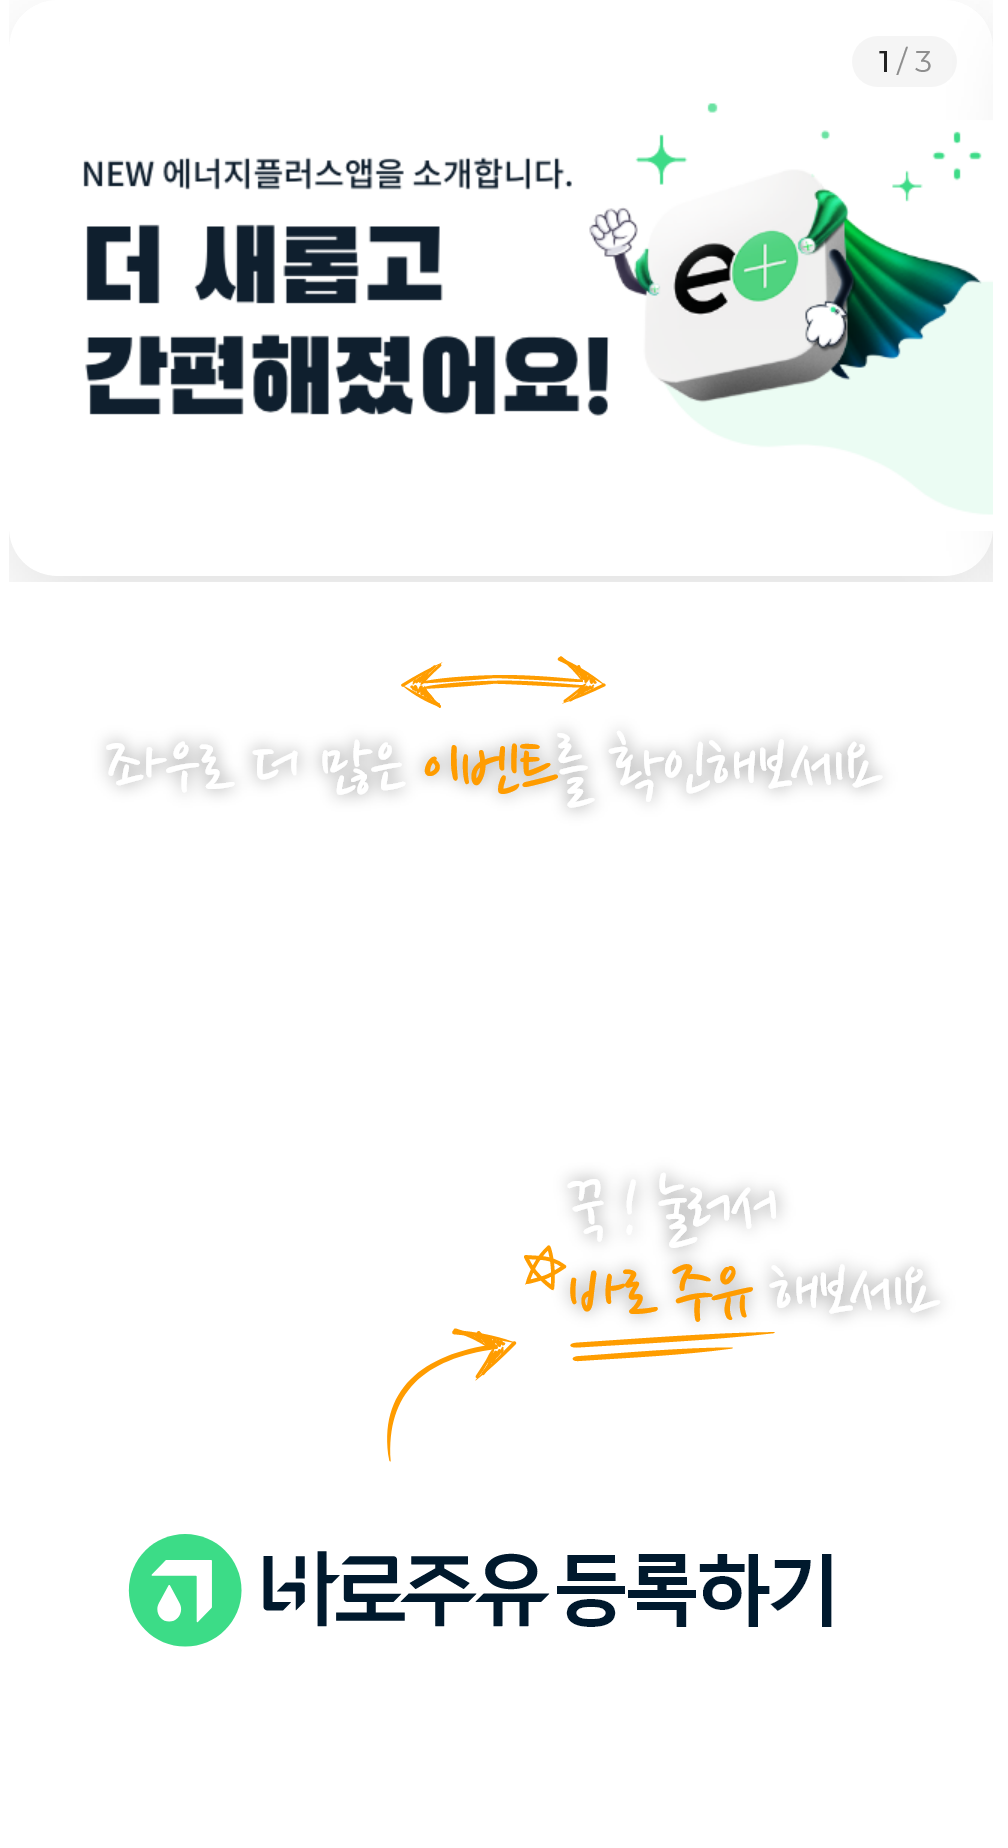 1 / 3
NEW 에너지플러스앱을 소개합니다.
더 새롭고
간편해졌어요!
e+
좌우로 더 많은 이벤트를 확인해보세요
꾹! 눌러서
바로 주유 해보세요
바로주유 등록하기